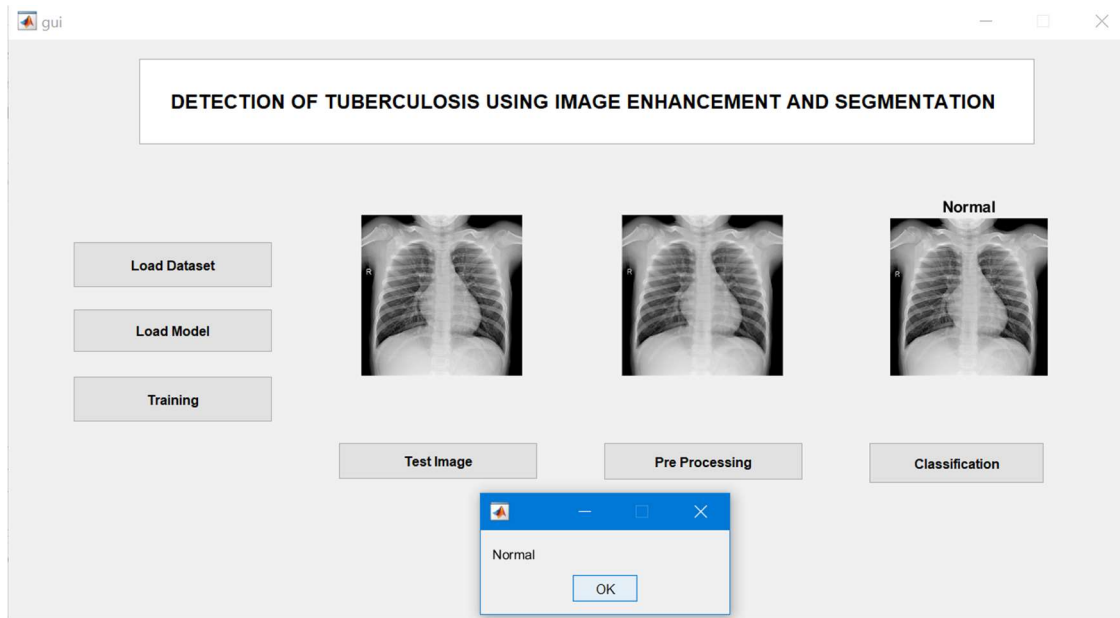 gui
DETECTION OF TUBERCULOSIS USING IMAGE ENHANCEMENT AND SEGMENTATION
Normal
R
R
R
Load Dataset
Load Model
Training
Test Image
Pre Processing
Classification
Normal
OK